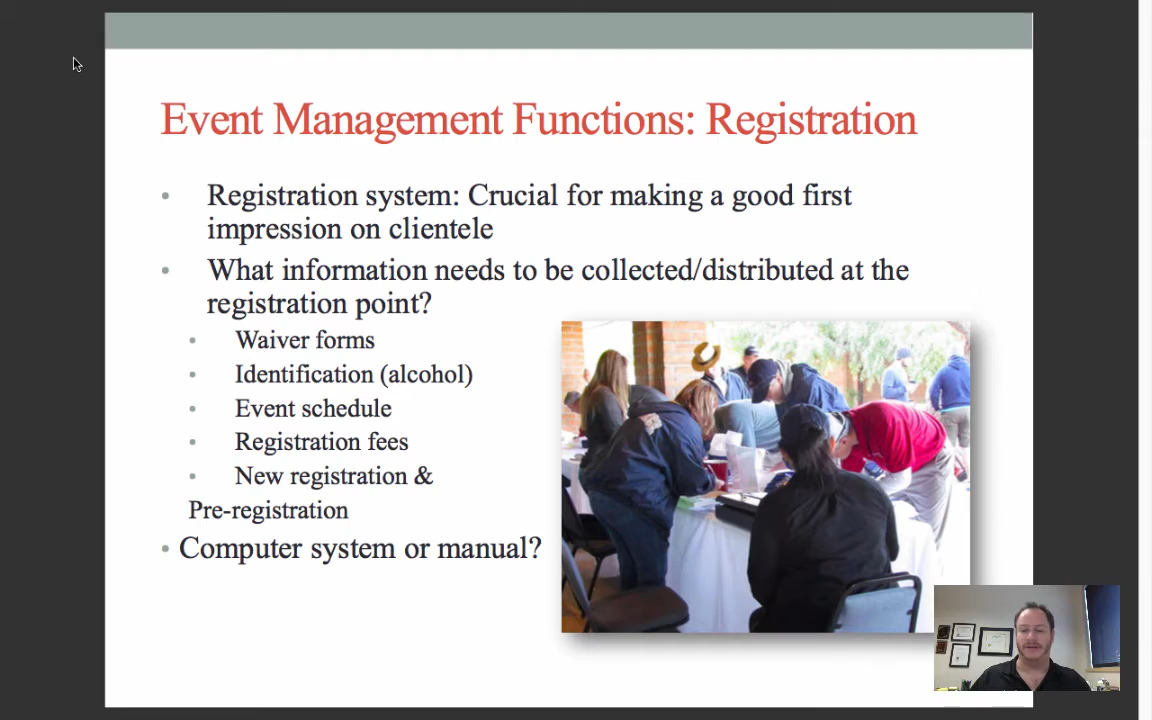 Event Management Functions: Registration
• Registration system: Crucial for making a good first
impression on clientele
• What information needs to be collected/distributed at the
registration point?
• Waiver forms
• Identification (alcohol)
• Event schedule
• Registration fees
• New registration &
Pre-registration
• Computer system or manual?